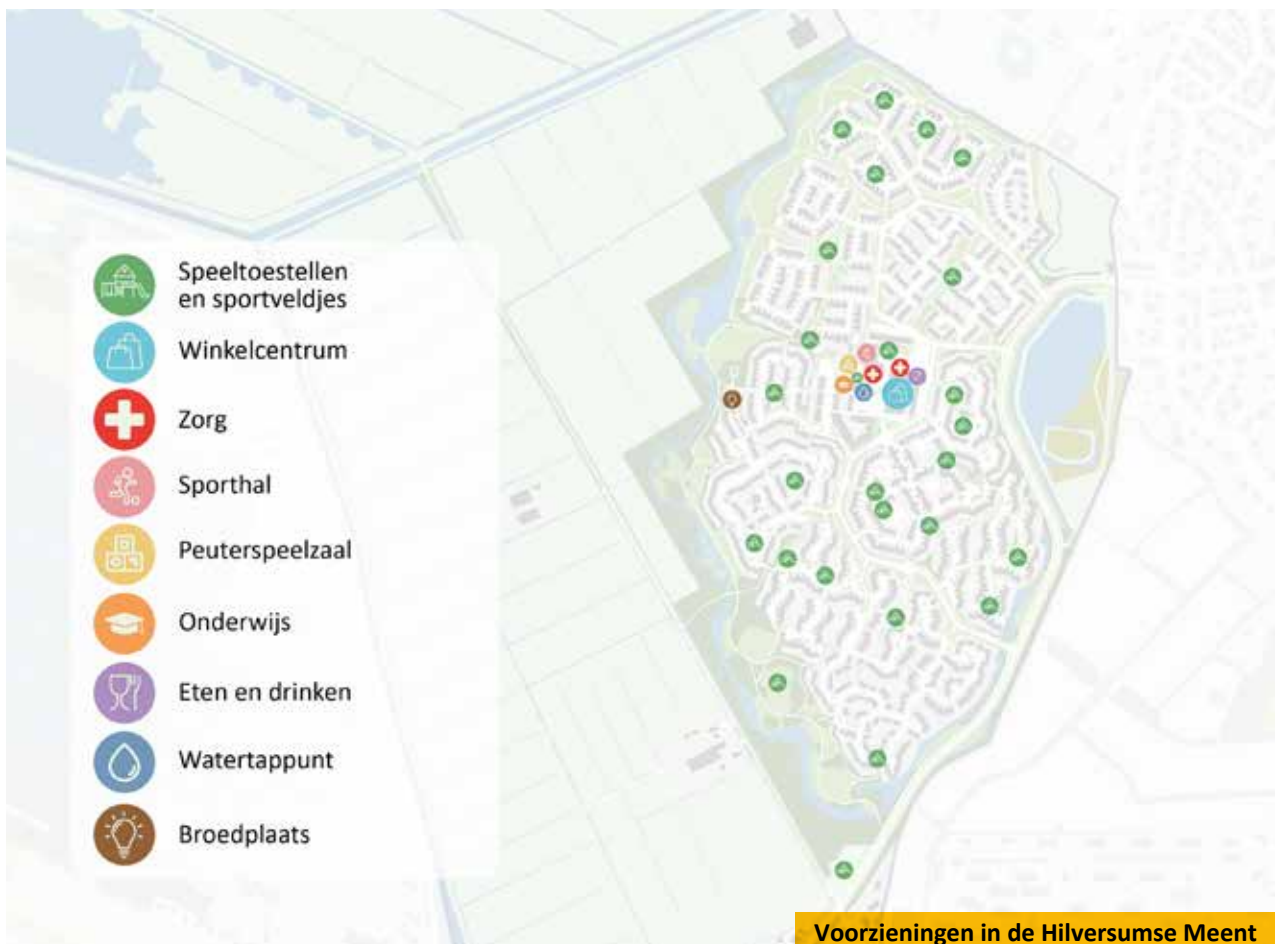 Speeltoestellen
en sportveldjes
Winkelcentrum
Zorg
Sporthal
Peuterspeelzaal
Onderwijs
Eten en drinken
Watertappunt
Broedplaats
Voorzieningen in de Hilversumse Meent